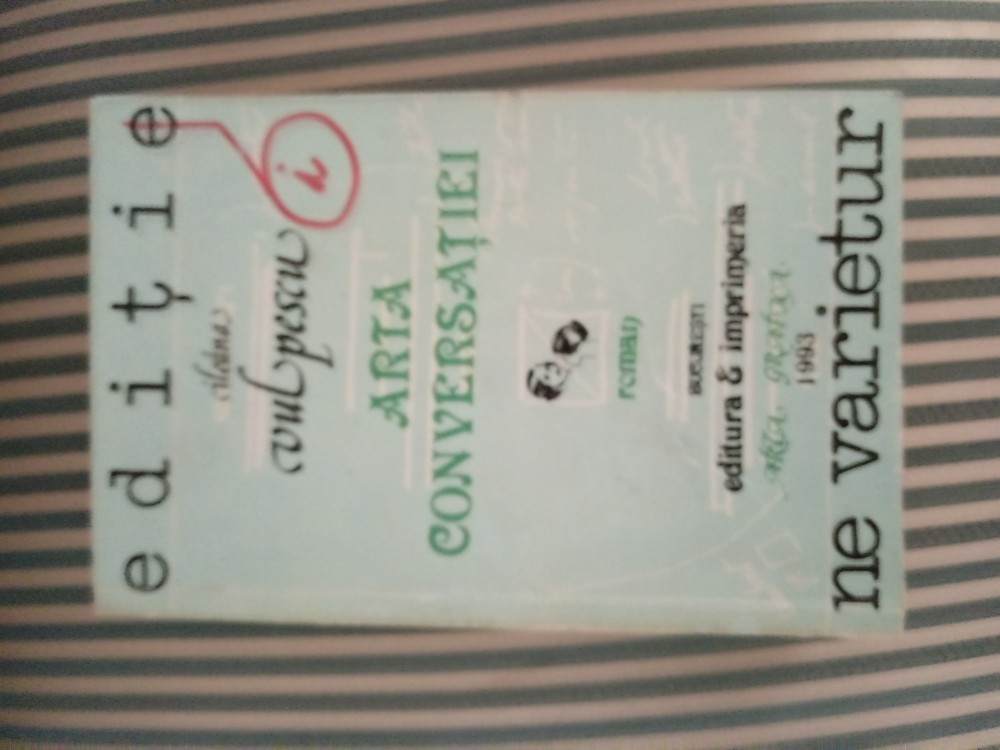 ediție
i
ileana
vulpescu
ARTA
CONVERSAȚIEI
roman
BUCUREȘTI
editura & imprimeria
1993
ne varietur